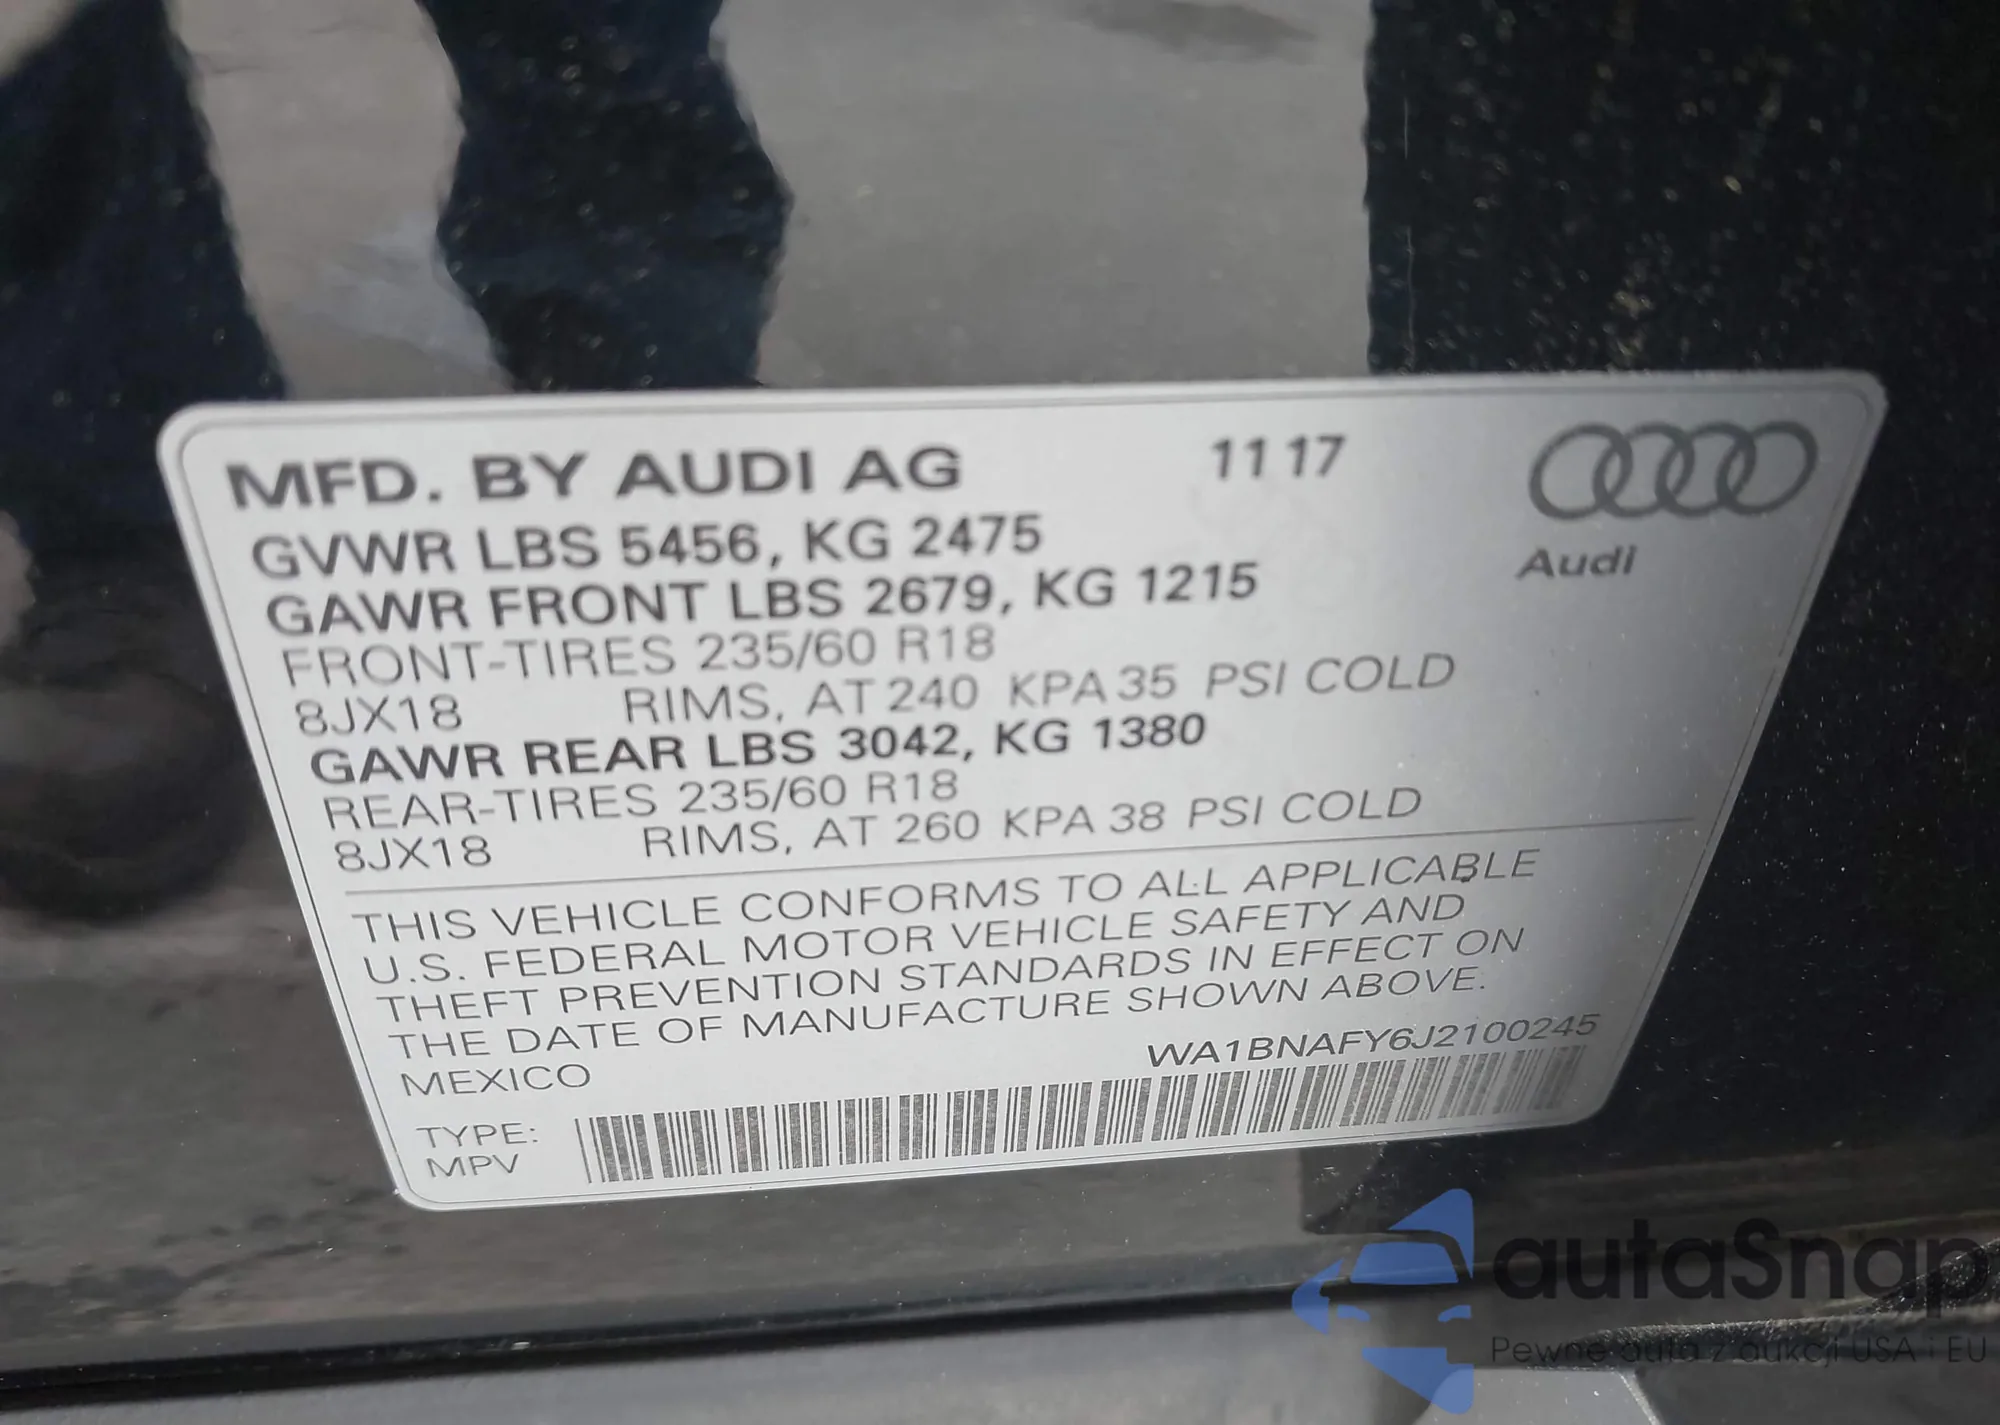 MFD. BY AUDI AG 11 17
Audi
GVWR LBS 5456, KG 2475
GAWR FRONT LBS 2679, KG 1215
FRONT-TIRES 235/60 R18
8JX18 RIMS, AT 240 KPA 35 PSI COLD
GAWR REAR LBS 3042, KG 1380
REAR-TIRES 235/60 R18
8JX18 RIMS, AT 260 KPA 38 PSI COLD
THIS VEHICLE CONFORMS TO ALL APPLICABLE
U.S. FEDERAL MOTOR VEHICLE SAFETY AND
THEFT PREVENTION STANDARDS IN EFFECT ON
THE DATE OF MANUFACTURE SHOWN ABOVE.
MEXICO
WA1BNAFY6J2100245
TYPE:
MPV
autaSnap
Pewne auta z aukcji USA i EU